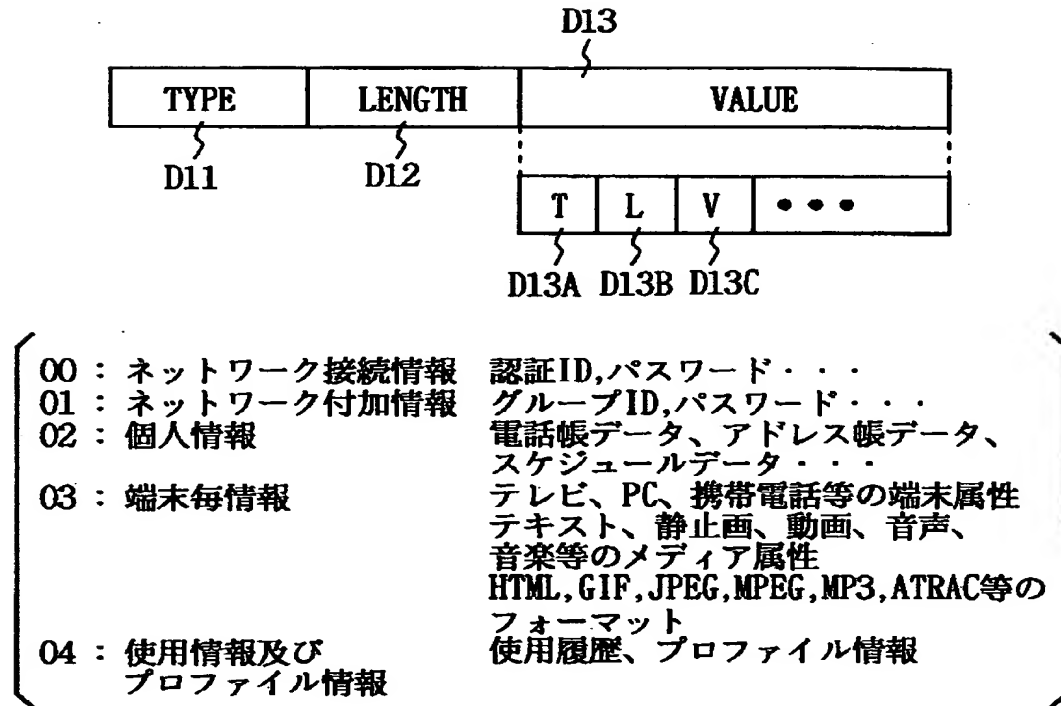 D13
TYPE LENGTH VALUE
D11 D12
T L V •••
D13A D13B D13C
00 : ネットワーク接続情報 認証ID,パスワード・・・
01 : ネットワーク付加情報 グループID,パスワード・・・
02 : 個人情報 電話帳データ、アドレス帳データ、
スケジュールデータ・・・
03 : 端末毎情報 テレビ、PC、携帯電話等の端末属性
テキスト、静止画、動画、音声、
音楽等のメディア属性
HTML,GIF,JPEG,MPEG,MP3,ATRAC等の
フォーマット
04 : 使用情報及び 使用履歴、プロファイル情報
プロファイル情報